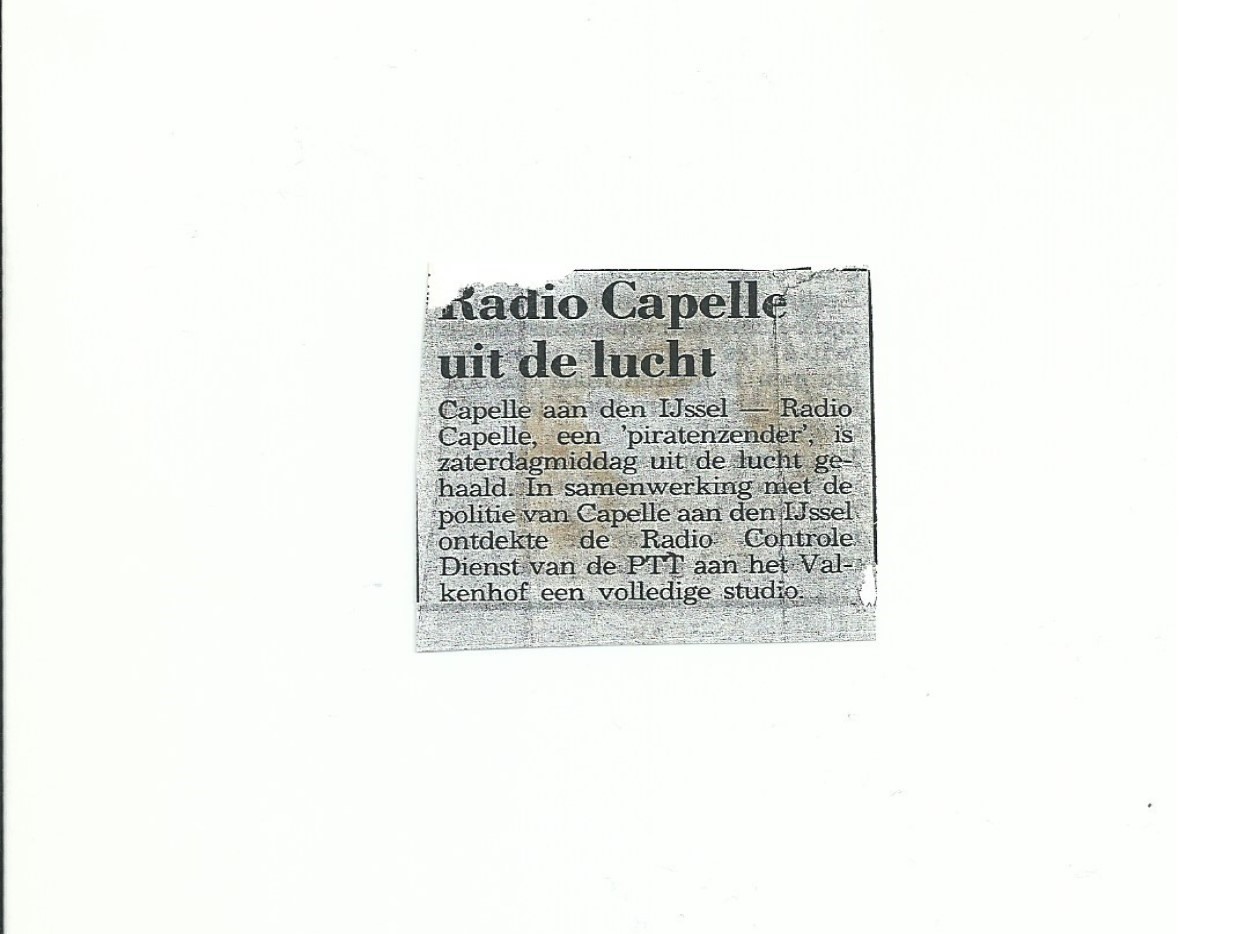 Radio Capelle
uit de lucht
Capelle aan den IJssel — Radio
Capelle, een 'piratenzender', is
zaterdagmiddag uit de lucht ge-
haald. In samenwerking met de
politie van Capelle aan den IJssel
ontdekte de Radio Controle
Dienst van de PTT aan het Val-
kenhof een volledige studio.